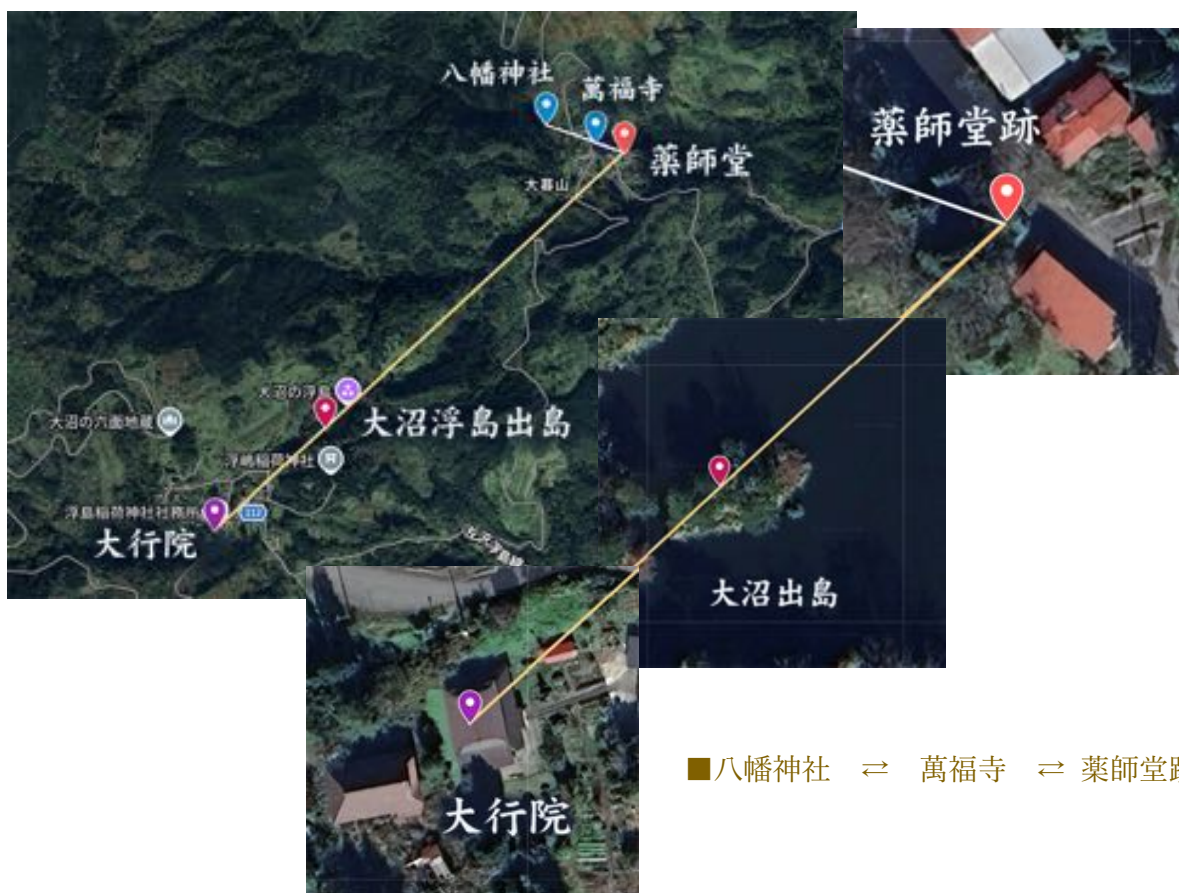 八幡神社
萬福寺
薬師堂
大暮山
大沼の浮島
大沼浮島出島
大沼の六面地蔵
浮嶋稲荷神社
浮島稲荷神社社務所
大行院
薬師堂跡
大沼出島
大行院
■八幡神社 ⇄ 萬福寺 ⇄ 薬師堂跡